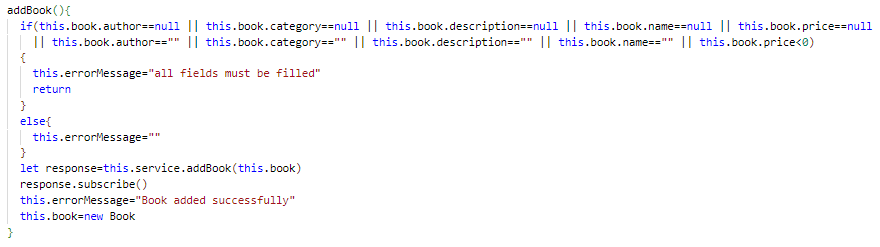 addBook(){
if(this.book.author==null || this.book.category==null || this.book.description==null || this.book.name==null || this.book.price==null
|| this.book.author=="" || this.book.category=="" || this.book.description=="" || this.book.name=="" || this.book.price<0)
{
this.errorMessage="all fields must be filled"
return
}
else{
this.errorMessage=""
}
let response=this.service.addBook(this.book)
response.subscribe()
this.errorMessage="Book added successfully"
this.book=new Book
}